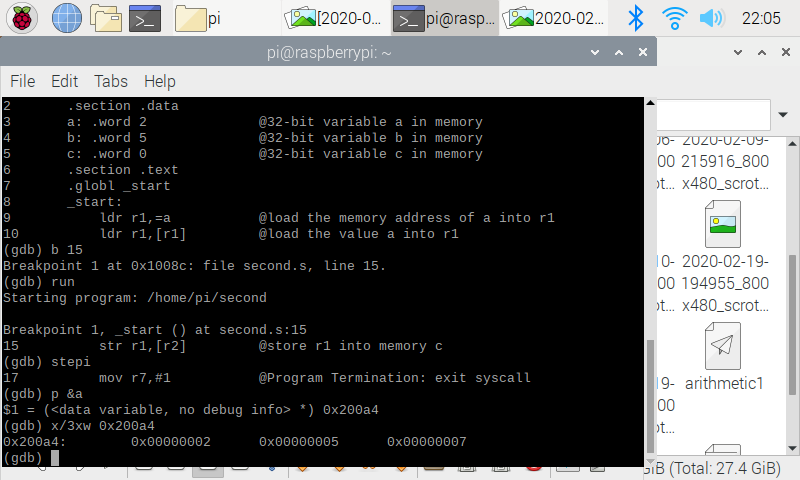 pi
[2020-0...
pi@rasp...
2020-02...
22:05
pi@raspberrypi: ~
File Edit Tabs Help
2       .section .data
3       a: .word 2              @32-bit variable a in memory
4       b: .word 5              @32-bit variable b in memory
5       c: .word 0              @32-bit variable c in memory
6       .section .text
7       .globl _start
8       _start:
9           ldr r1,=a           @load the memory address of a into r1
10          ldr r1,[r1]         @load the value a into r1
(gdb) b 15
Breakpoint 1 at 0x1008c: file second.s, line 15.
(gdb) run
Starting program: /home/pi/second
Breakpoint 1, _start () at second.s:15
15          str r1,[r2]         @store r1 into memory c
(gdb) stepi
17          mov r7,#1           @Program Termination: exit syscall
(gdb) p &a
$1 = (<data variable, no debug info> *) 0x200a4
(gdb) x/3xw 0x200a4
0x200a4:        0x00000002      0x00000005      0x00000007
(gdb)
2020-02-09-
215916_800
x480_scrot...
2020-02-19-
194955_800
x480_scrot...
arithmetic1
GiB (Total: 27.4 GiB)